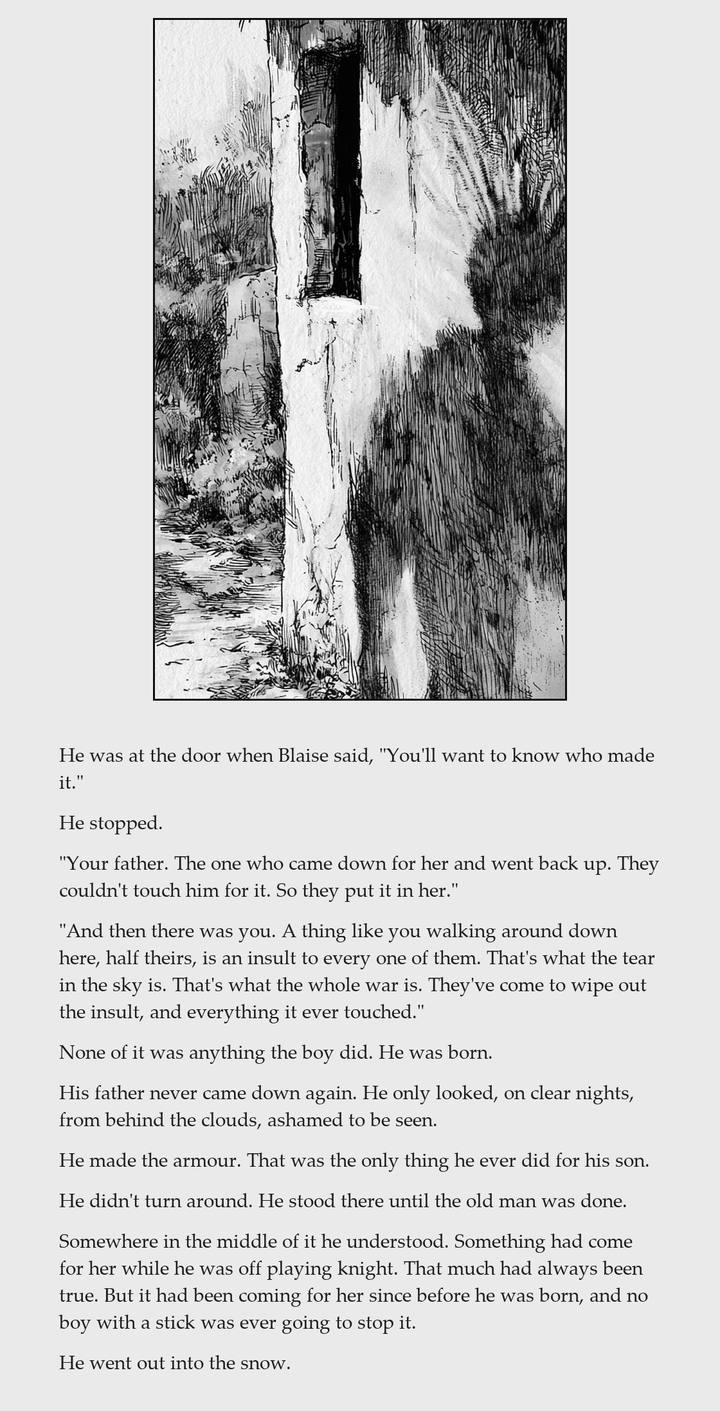 He was at the door when Blaise said, "You'll want to know who made
it."
He stopped.
"Your father. The one who came down for her and went back up. They
couldn't touch him for it. So they put it in her."
"And then there was you. A thing like you walking around down
here, half theirs, is an insult to every one of them. That's what the tear
in the sky is. That's what the whole war is. They've come to wipe out
the insult, and everything it ever touched."
None of it was anything the boy did. He was born.
His father never came down again. He only looked, on clear nights,
from behind the clouds, ashamed to be seen.
He made the armour. That was the only thing he ever did for his son.
He didn't turn around. He stood there until the old man was done.
Somewhere in the middle of it he understood. Something had come
for her while he was off playing knight. That much had always been
true. But it had been coming for her since before he was born, and no
boy with a stick was ever going to stop it.
He went out into the snow.